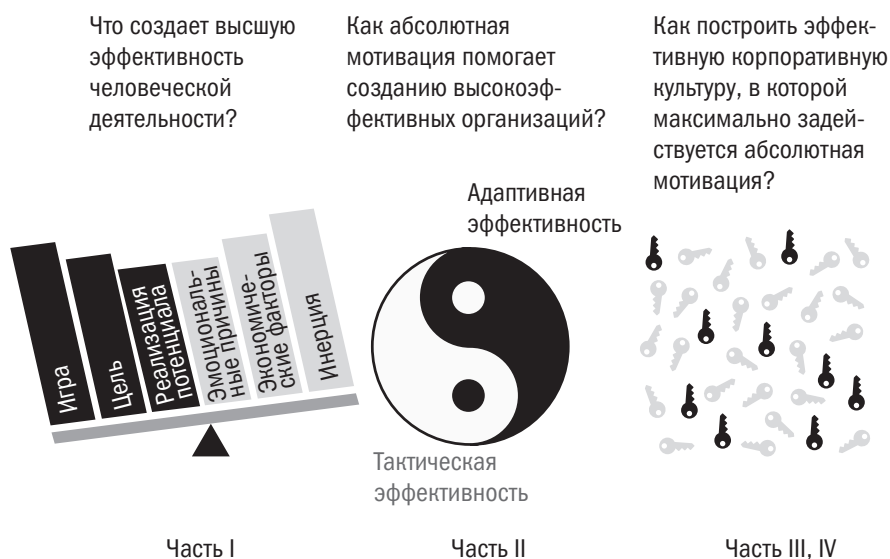 Что создает высшую
эффективность
человеческой
деятельности?
Как абсолютная
мотивация помогает
созданию высокоэф-
фективных организаций?
Как построить эффек-
тивную корпоративную
культуру, в которой
максимально задей-
ствуется абсолютная
мотивация?
Игра
Цель
Реализация
потенциала
Эмоциональ-
ные причины
Экономиче-
ские факторы
Инерция
Адаптивная
эффективность
Тактическая
эффективность
Часть I
Часть II
Часть III, IV